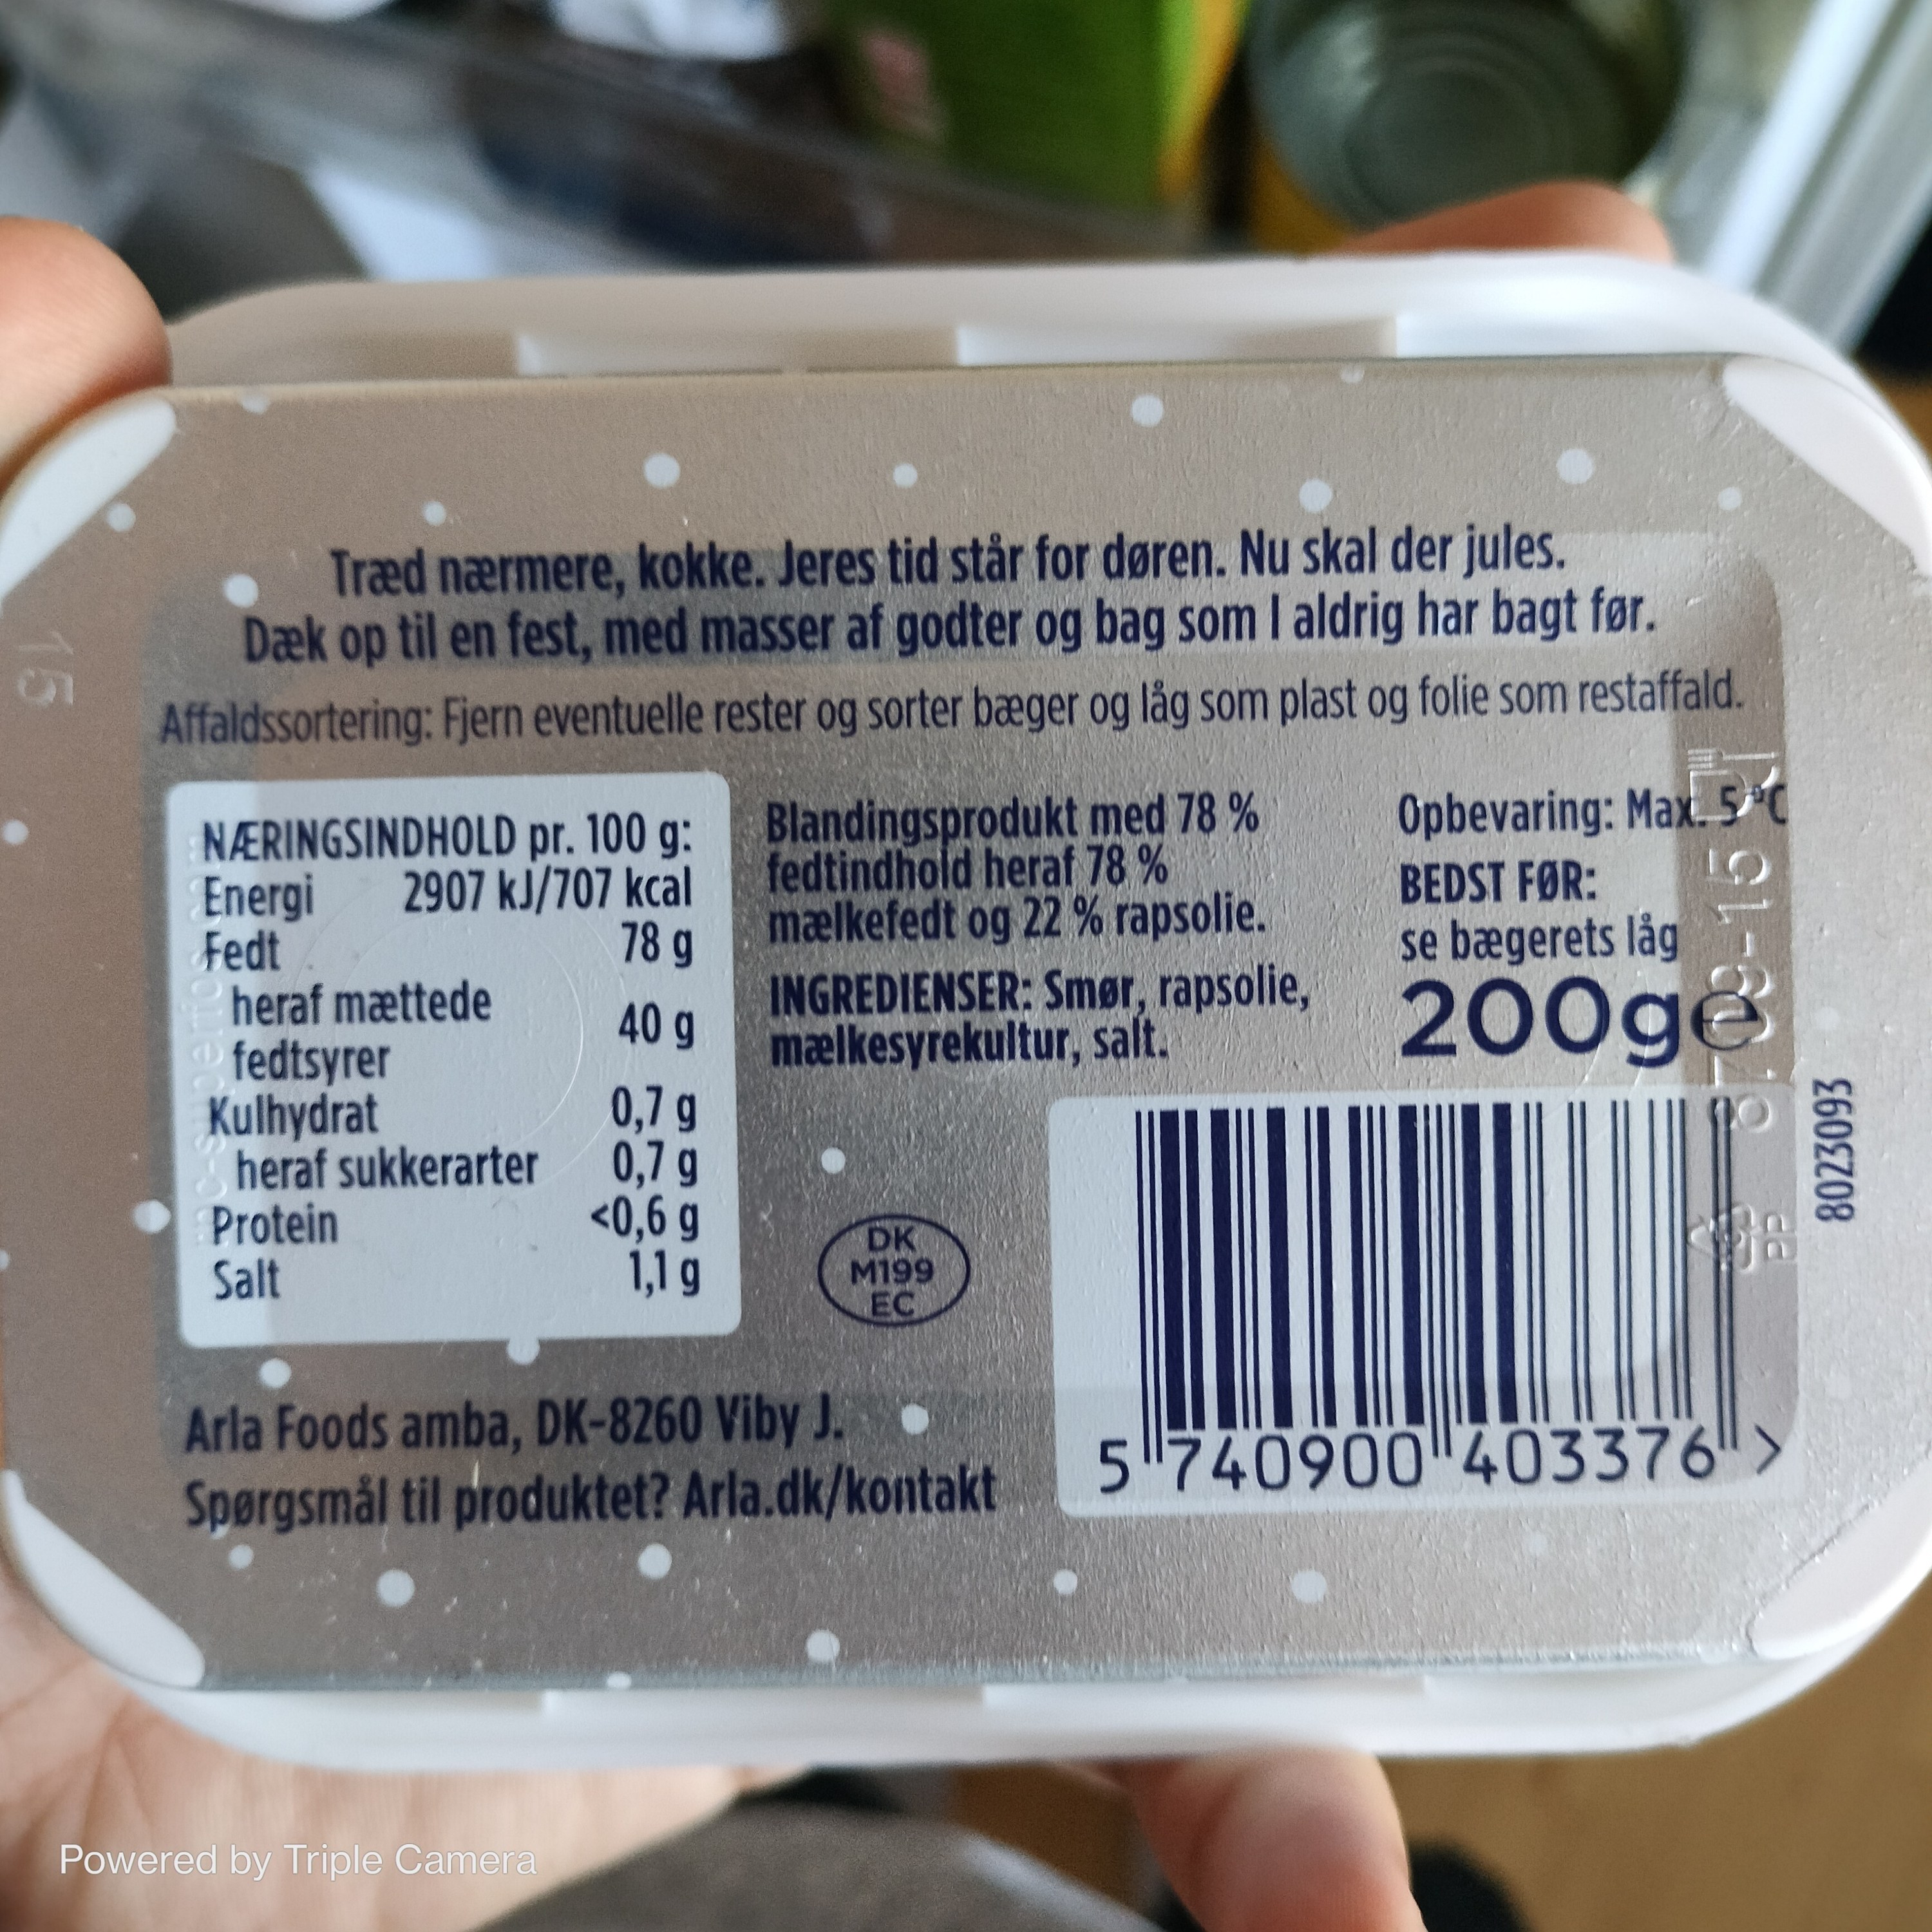 Træd nærmere, kokke. Jeres tid står for døren. Nu skal der jules.
Dæk op til en fest, med masser af godter og bag som I aldrig har bagt før.
Affaldssortering: Fjern eventuelle rester og sorter bæger og låg som plast og folie som restaffald.
NÆRINGSINDHOLD pr. 100 g:
Energi 2907 kJ/707 kcal
Fedt 78 g
heraf mættede
fedtsyrer 40 g
Kulhydrat 0,7 g
heraf sukkerarter 0,7 g
Protein <0,6 g
Salt 1,1 g
Blandingsprodukt med 78 %
fedtindhold heraf 78 %
mælkefedt og 22 % rapsolie.
INGREDIENSER: Smør, rapsolie,
mælkesyrekultur, salt.
Opbevaring: Max. 5 °C
BEDST FØR:
se bægerets låg
200g℮
DK
M199
EC
Arla Foods amba, DK-8260 Viby J.
Spørgsmål til produktet? Arla.dk/kontakt
5 740900 403376 >
8023093
15
Powered by Triple Camera